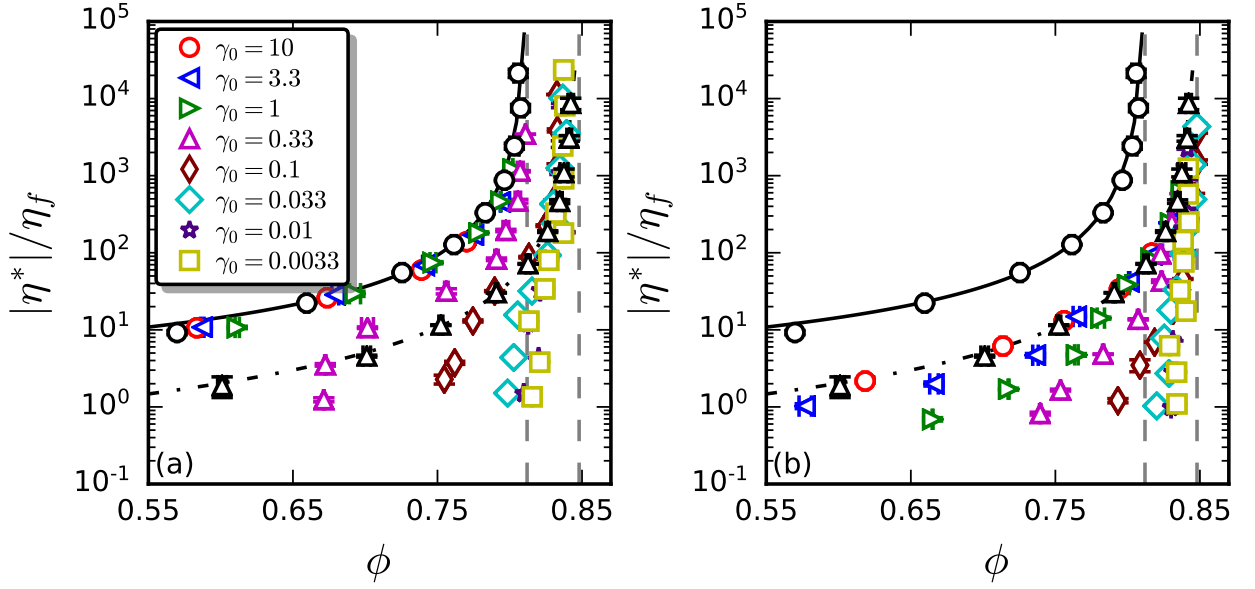 10^5
10^4
10^3
10^2
10^1
10^0
10^{-1}
|η*|/η_f
γ_0 = 10
γ_0 = 3.3
γ_0 = 1
γ_0 = 0.33
γ_0 = 0.1
γ_0 = 0.033
γ_0 = 0.01
γ_0 = 0.0033
(a)
0.55 0.65 0.75 0.85
ϕ
10^5
10^4
10^3
10^2
10^1
10^0
10^{-1}
|η*|/η_f
(b)
0.55 0.65 0.75 0.85
ϕ